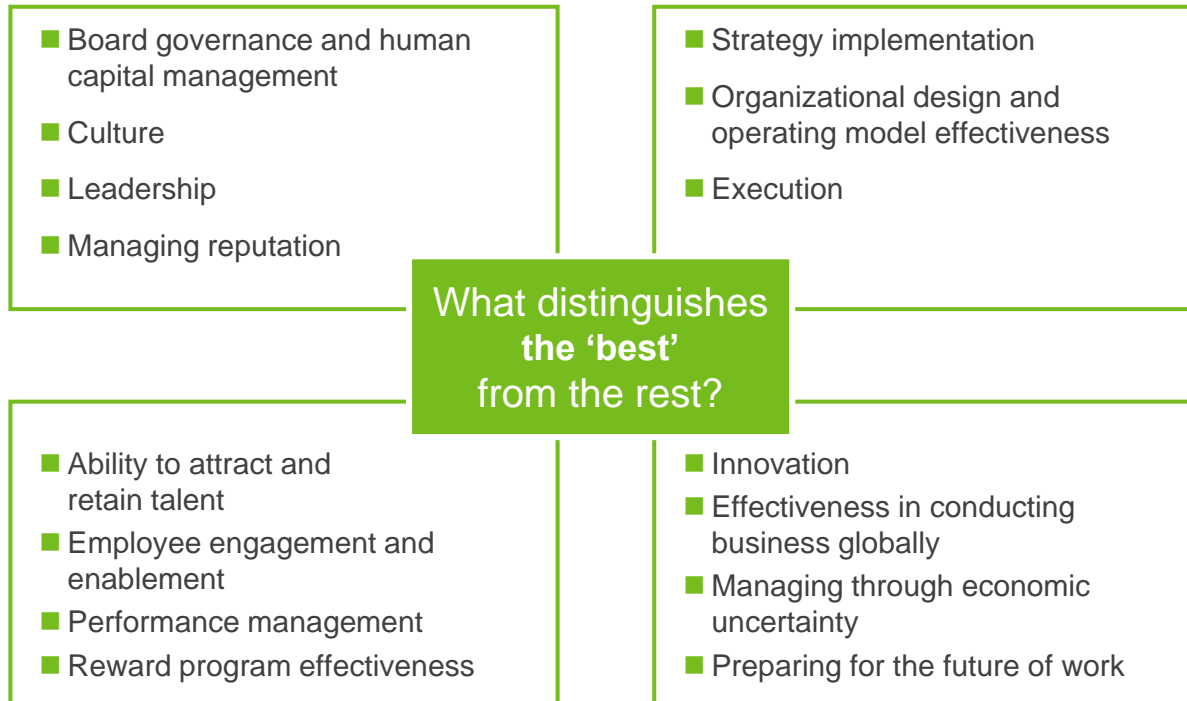 Board governance and human
capital management
Culture
Leadership
Managing reputation
Strategy implementation
Organizational design and
operating model effectiveness
Execution
What distinguishes
the ‘best’
from the rest?
Ability to attract and
retain talent
Employee engagement and
enablement
Performance management
Reward program effectiveness
Innovation
Effectiveness in conducting
business globally
Managing through economic
uncertainty
Preparing for the future of work